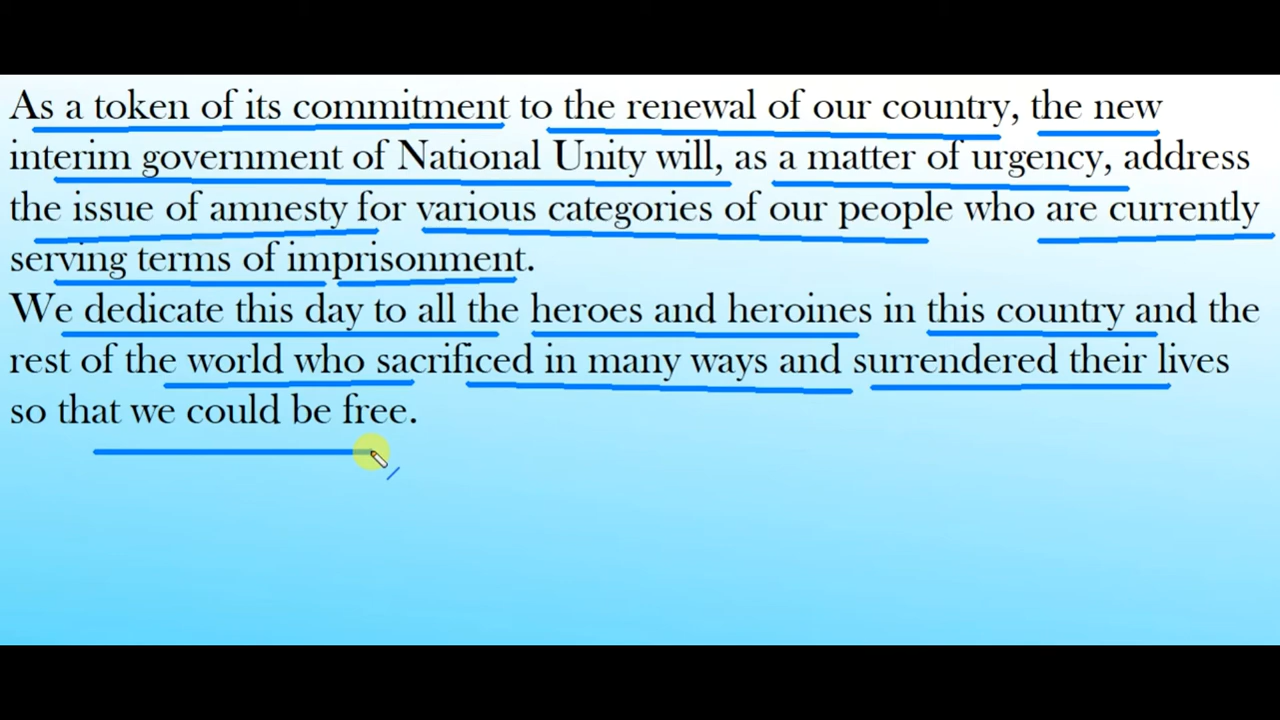 As a token of its commitment to the renewal of our country, the new
interim government of National Unity will, as a matter of urgency, address
the issue of amnesty for various categories of our people who are currently
serving terms of imprisonment.
We dedicate this day to all the heroes and heroines in this country and the
rest of the world who sacrificed in many ways and surrendered their lives
so that we could be free.